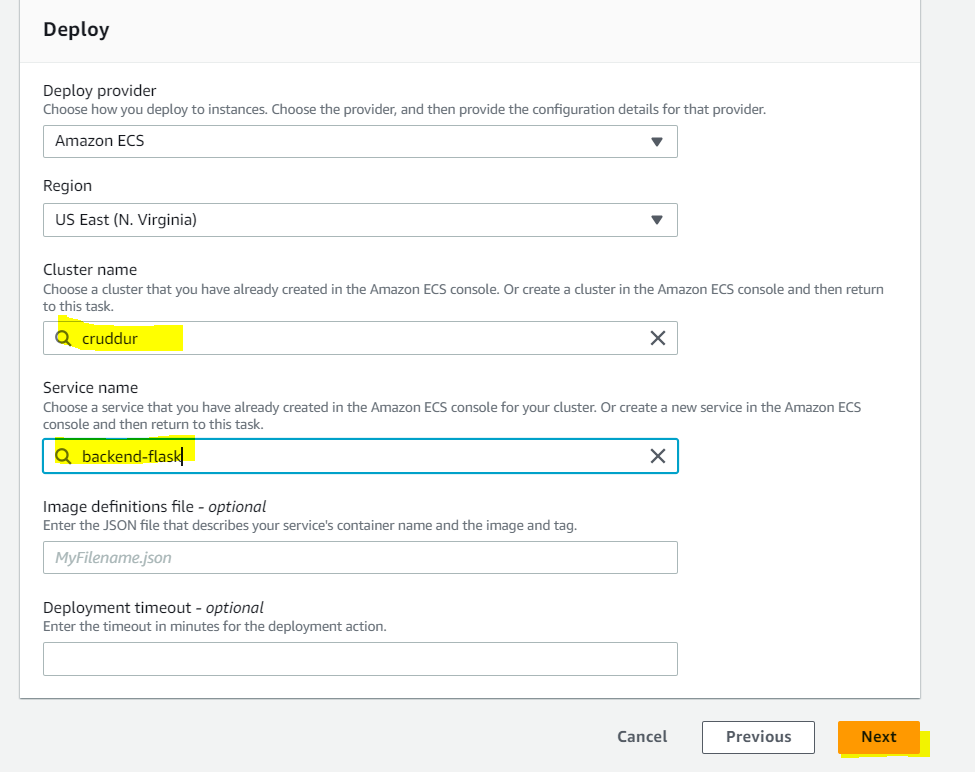 Deploy
Deploy provider
Choose how you deploy to instances. Choose the provider, and then provide the configuration details for that provider.
Amazon ECS
Region
US East (N. Virginia)
Cluster name
Choose a cluster that you have already created in the Amazon ECS console. Or create a cluster in the Amazon ECS console and then return
to this task.
cruddur
Service name
Choose a service that you have already created in the Amazon ECS console for your cluster. Or create a new service in the Amazon ECS
console and then return to this task.
backend-flask
Image definitions file - optional
Enter the JSON file that describes your service's container name and the image and tag.
MyFilename.json
Deployment timeout - optional
Enter the timeout in minutes for the deployment action.
Cancel Previous Next